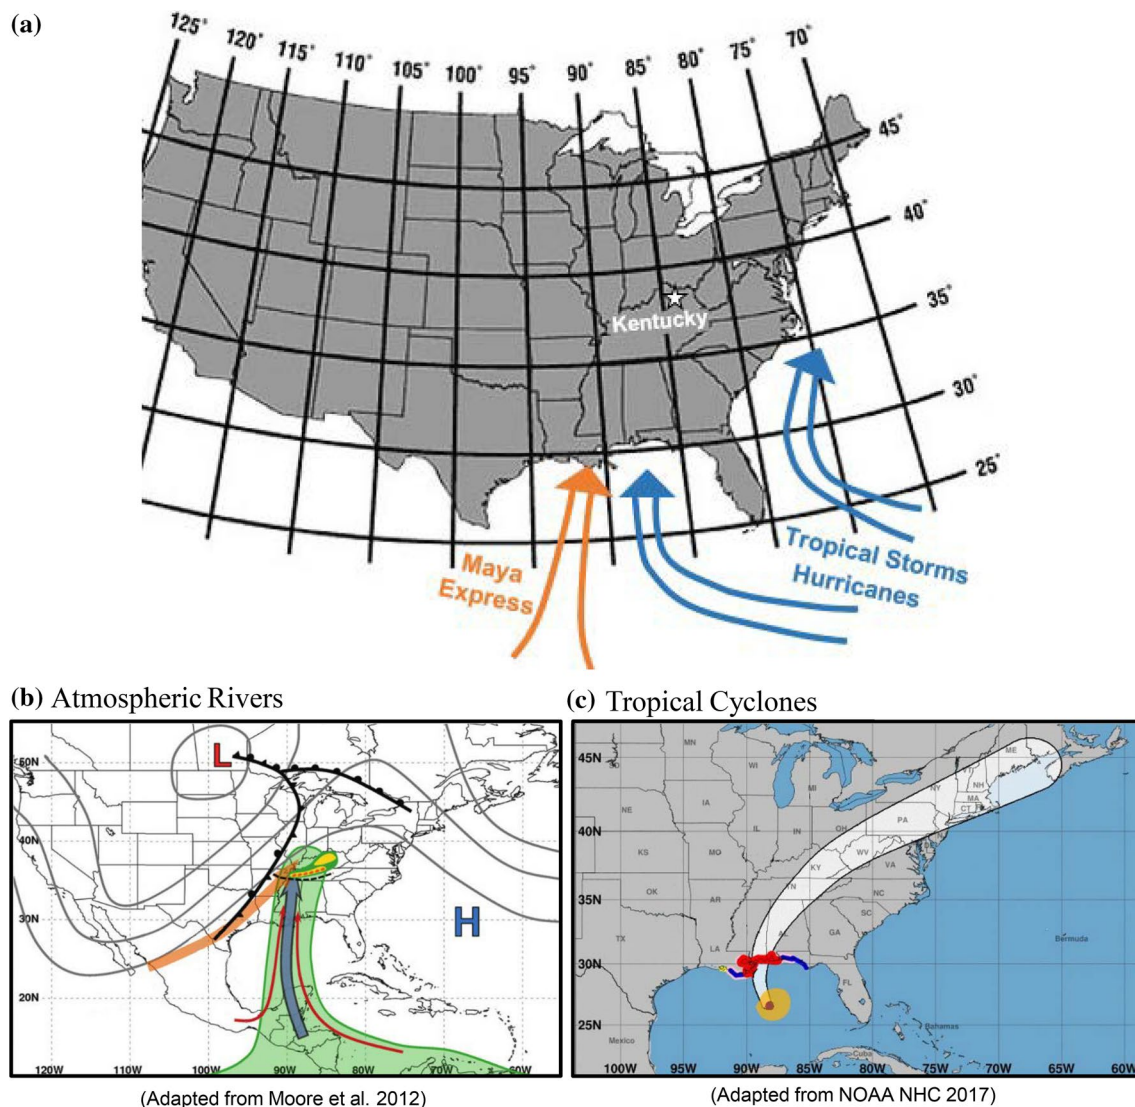 (a)
125° 120° 115° 110° 105° 100° 95° 90° 85° 80° 75° 70°
45°
40°
35°
30°
25°
Kentucky
Maya
Express
Tropical Storms
Hurricanes
(b) Atmospheric Rivers
L
H
50N
40N
30N
20N
120W 100W 90W 80W 60W
(Adapted from Moore et al. 2012)
(c) Tropical Cyclones
45N
40N
35N
30N
25N
MN
WI
MI
ME
NH
NY
MA
CT
PA
NE
IA
IL
IN
OH
KS
MO
KY
WV
VA
OK
AR
TN
NC
SC
TX
LA
GA
FL
Bermuda
Bahamas
Cuba
Mexico
100W 95W 90W 85W 80W 75W 70W 65W 60W
(Adapted from NOAA NHC 2017)